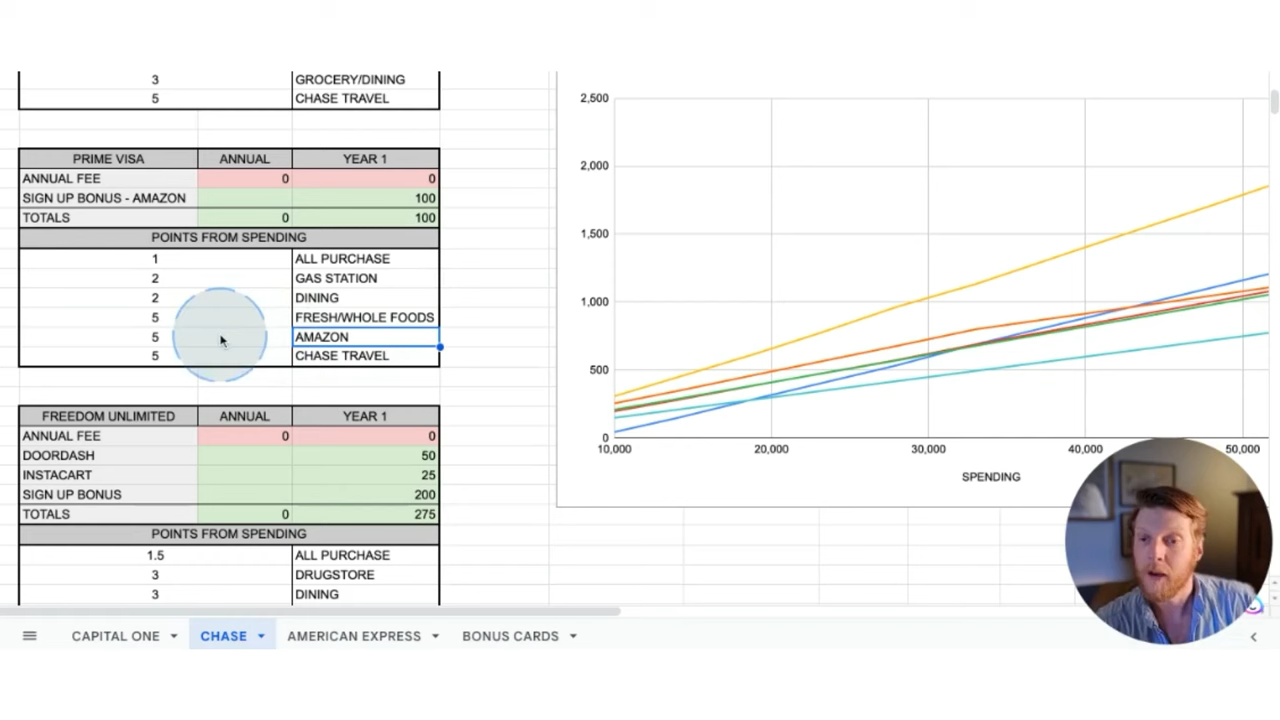 3 GROCERY/DINING
5 CHASE TRAVEL
PRIME VISA ANNUAL YEAR 1
ANNUAL FEE 0 0
SIGN UP BONUS - AMAZON 100
TOTALS 0 100
POINTS FROM SPENDING
1 ALL PURCHASE
2 GAS STATION
2 DINING
5 FRESH/WHOLE FOODS
5 AMAZON
5 CHASE TRAVEL
FREEDOM UNLIMITED ANNUAL YEAR 1
ANNUAL FEE 0 0
DOORDASH 50
INSTACART 25
SIGN UP BONUS 200
TOTALS 0 275
POINTS FROM SPENDING
1.5 ALL PURCHASE
3 DRUGSTORE
3 DINING
2,500
2,000
1,500
1,000
500
0
10,000 20,000 30,000 40,000 50,000
SPENDING
CAPITAL ONE CHASE AMERICAN EXPRESS BONUS CARDS